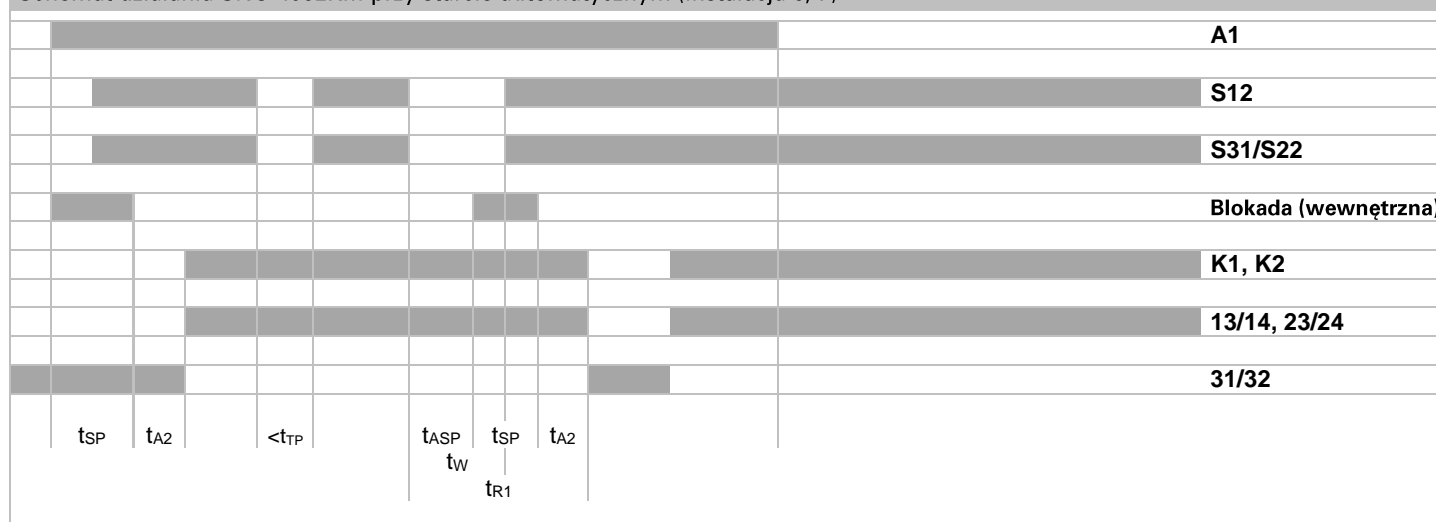 A1
S12
S31/S22
Blokada (wewnętrzna)
K1, K2
13/14, 23/24
31/32
tSP tA2 <tTP tASP tSP tA2
tW
tR1